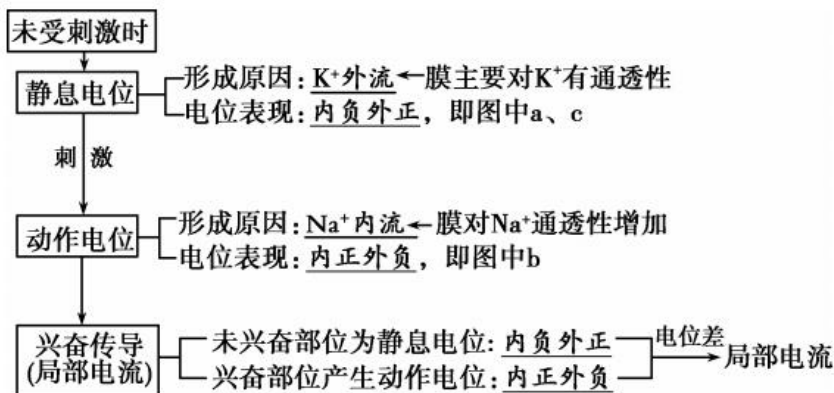 未受刺激时
静息电位
形成原因：K⁺外流←膜主要对K⁺有通透性
电位表现：内负外正，即图中a、c
刺激
动作电位
形成原因：Na⁺内流←膜对Na⁺通透性增加
电位表现：内正外负，即图中b
兴奋传导
(局部电流)
未兴奋部位为静息电位：内负外正
兴奋部位产生动作电位：内正外负
电位差
局部电流